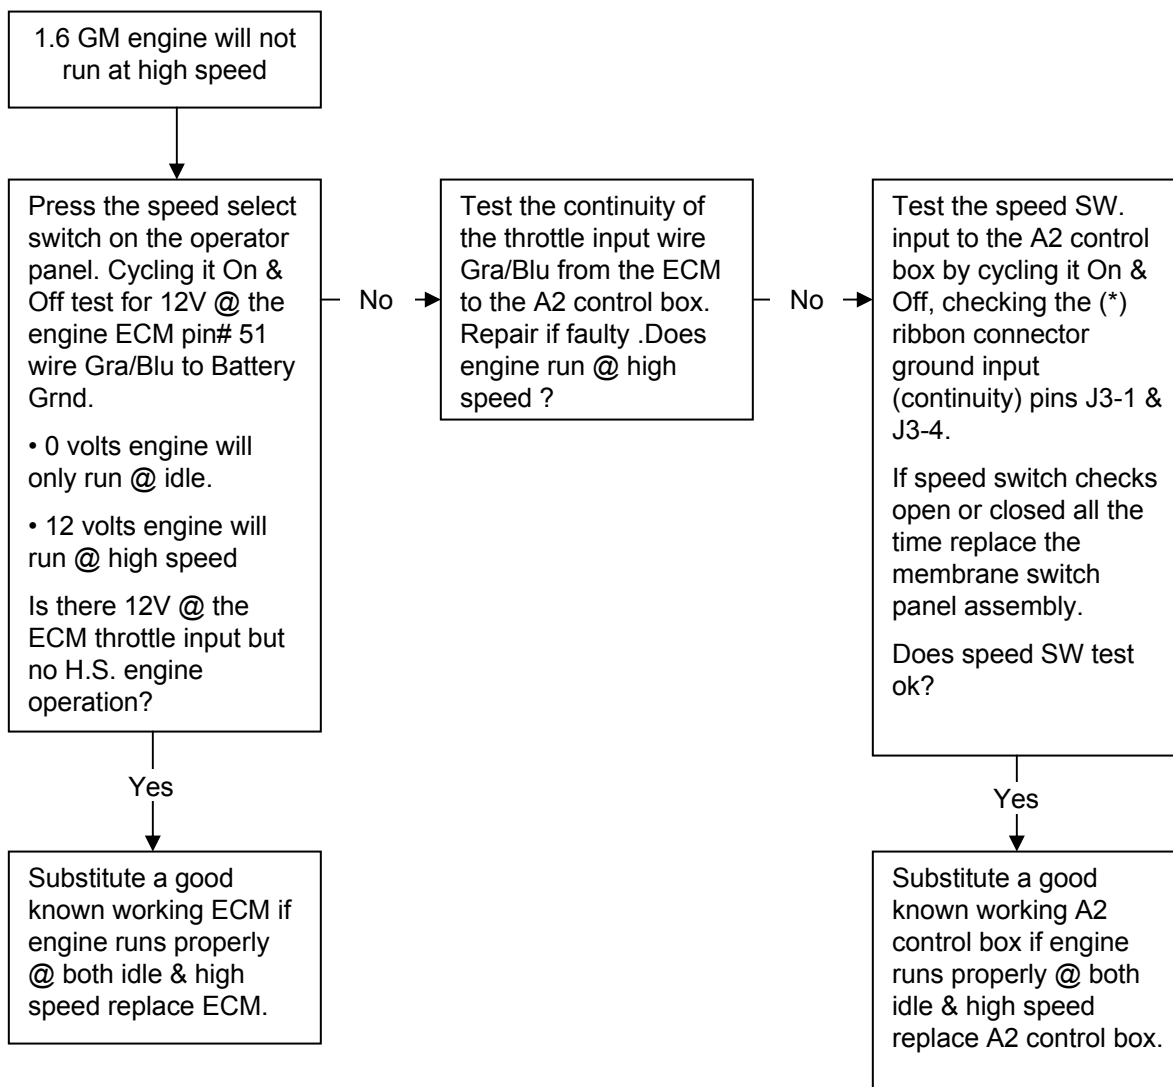 1.6 GM engine will not
run at high speed
Press the speed select
switch on the operator
panel. Cycling it On &
Off test for 12V @ the
engine ECM pin# 51
wire Gra/Blu to Battery
Grnd.
• 0 volts engine will
only run @ idle.
• 12 volts engine will
run @ high speed
Is there 12V @ the
ECM throttle input but
no H.S. engine
operation?
No
Test the continuity of
the throttle input wire
Gra/Blu from the ECM
to the A2 control box.
Repair if faulty .Does
engine run @ high
speed ?
No
Test the speed SW.
input to the A2 control
box by cycling it On &
Off, checking the (*)
ribbon connector
ground input
(continuity) pins J3-1 &
J3-4.
If speed switch checks
open or closed all the
time replace the
membrane switch
panel assembly.
Does speed SW test
ok?
Yes
Substitute a good
known working ECM if
engine runs properly
@ both idle & high
speed replace ECM.
Yes
Substitute a good
known working A2
control box if engine
runs properly @ both
idle & high speed
replace A2 control box.